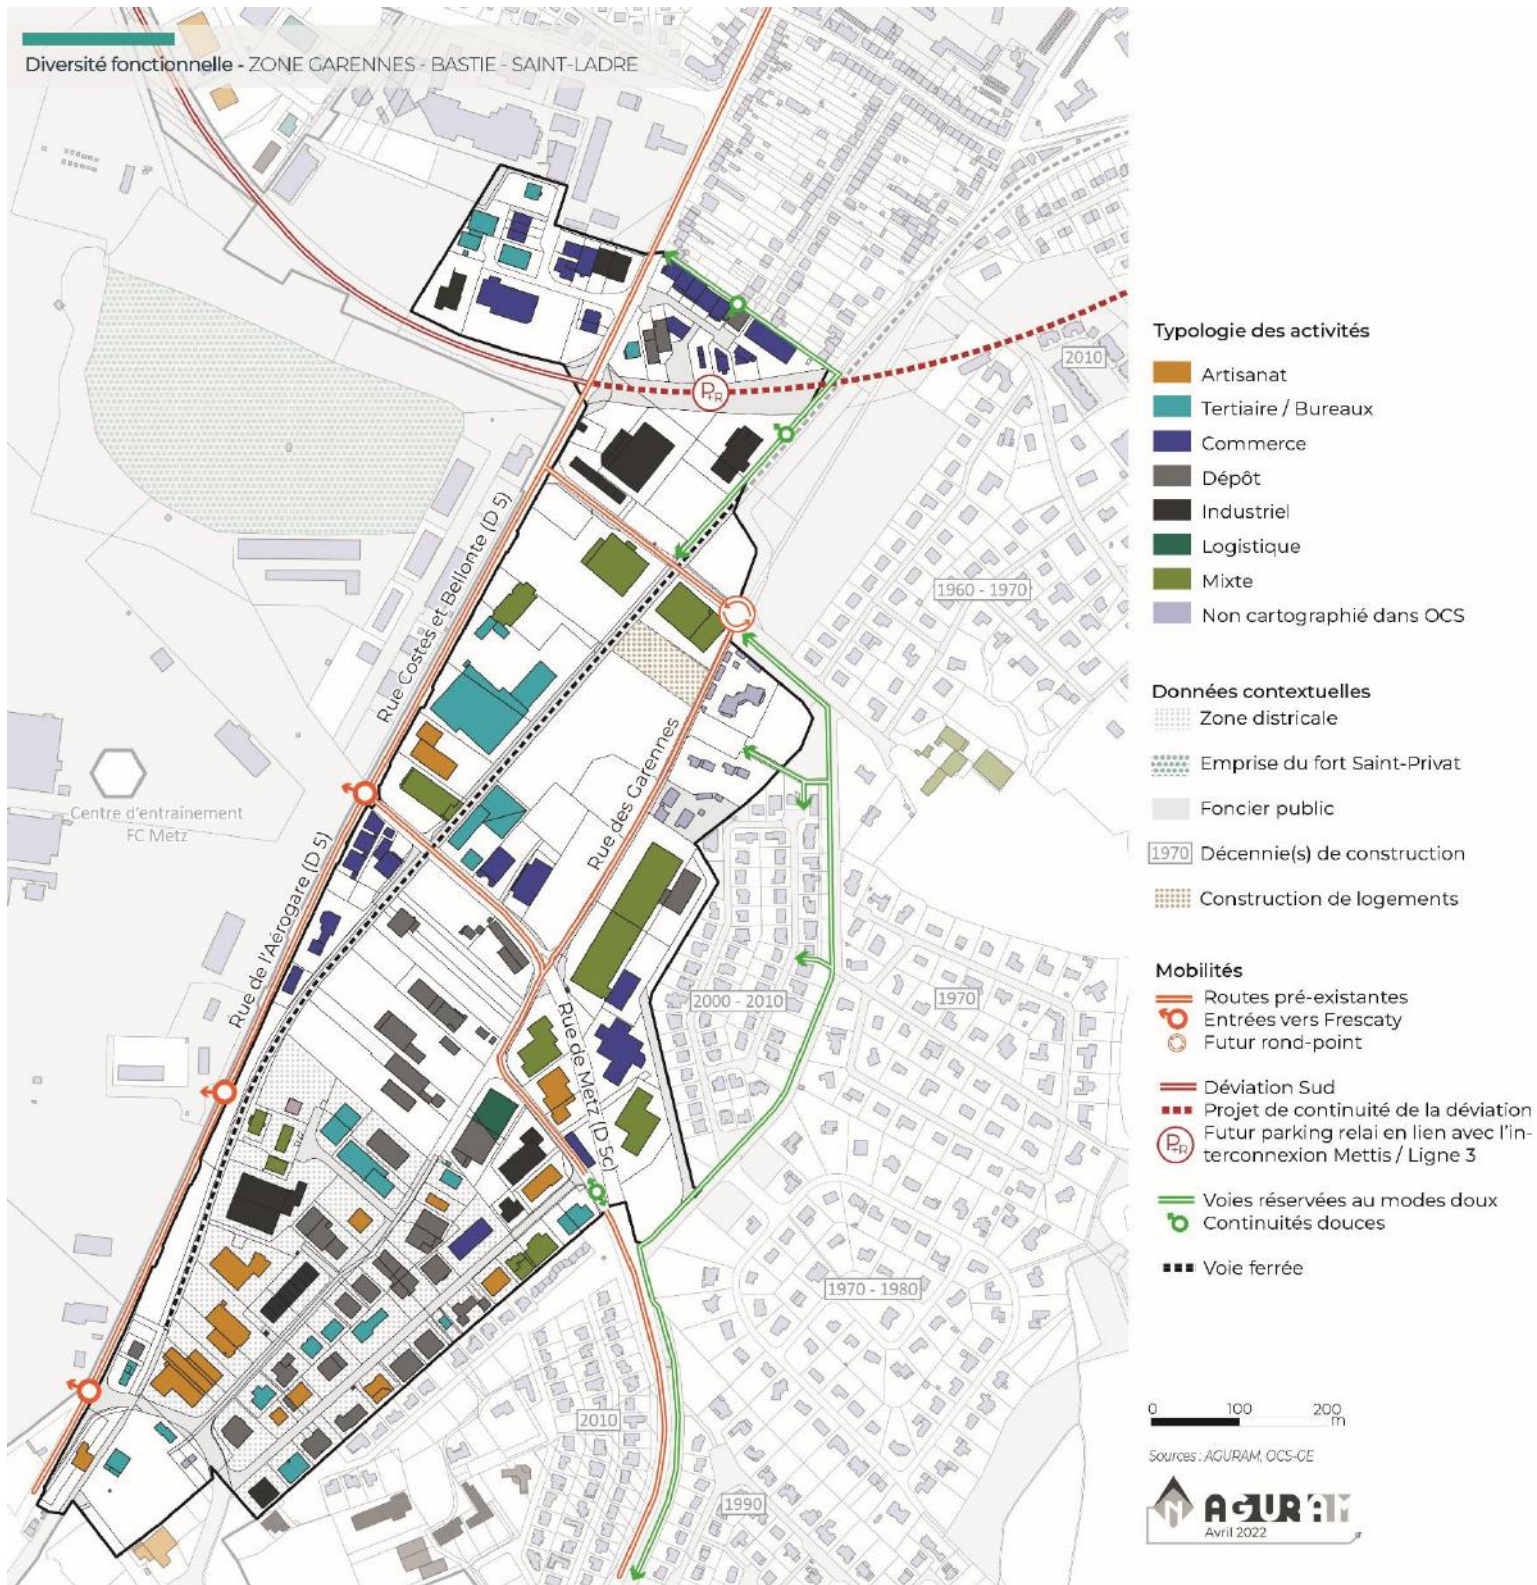 Diversité fonctionnelle - ZONE GARENNES - BASTIE - SAINT-LADRE
2010
Rue Costes et Bellonte (D 5)
1960 - 1970
Centre d'entrainement
FC Metz
Rue des Garennes
Rue de l'Aérogare (D 5)
2000 - 2010
1970
Rue de Metz (D 5c)
1970 - 1980
2010
1990
P+R
Typologie des activités
Artisanat
Tertiaire / Bureaux
Commerce
Dépôt
Industriel
Logistique
Mixte
Non cartographié dans OCS
Données contextuelles
Zone districale
Emprise du fort Saint-Privat
Foncier public
1970 Décennie(s) de construction
Construction de logements
Mobilités
Routes pré-existantes
Entrées vers Frescaty
Futur rond-point
Déviation Sud
Projet de continuité de la déviation
P+R Futur parking relai en lien avec l'in-
terconnexion Mettis / Ligne 3
Voies réservées au modes doux
Continuités douces
Voie ferrée
0 100 200
m
Sources : AGURAM, OCS-GE
N AGURAM
Avril 2022